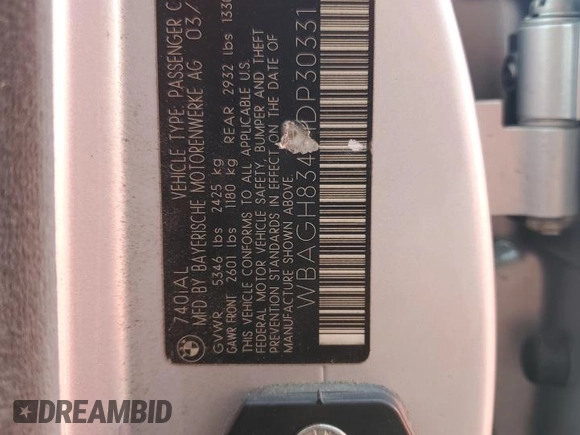 740IAL VEHICLE TYPE: PASSENGER C
MFD BY BAYERISCHE MOTORENWERKE AG 03/
GVWR 5346 lbs 2425 kg
GAWR FRONT 2601 lbs 1180 kg REAR 2932 lbs 1330
THIS VEHICLE CONFORMS TO ALL APPLICABLE U.S.
FEDERAL MOTOR VEHICLE SAFETY, BUMPER AND THEFT
PREVENTION STANDARDS IN EFFECT ON THE DATE OF
MANUFACTURE SHOWN ABOVE.
WBAGH834 DP30331
BMW
DREAMBID